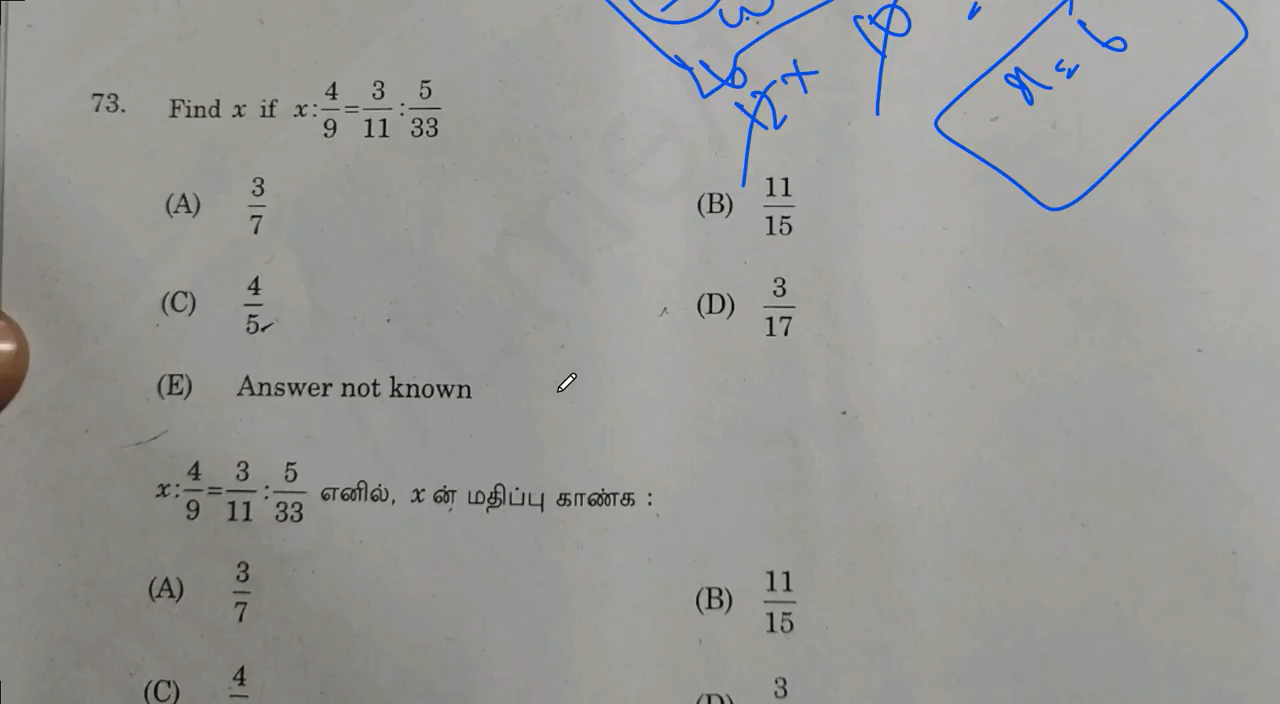 x = 6
73. Find x if x : 4/9 = 3/11 : 5/33
(A) 3/7
(B) 11/15
(C) 4/5
(D) 3/17
(E) Answer not known
x : 4/9 = 3/11 : 5/33 எனில், x ன் மதிப்பு காண்க :
(A) 3/7
(B) 11/15
(C) 4
(D) 3